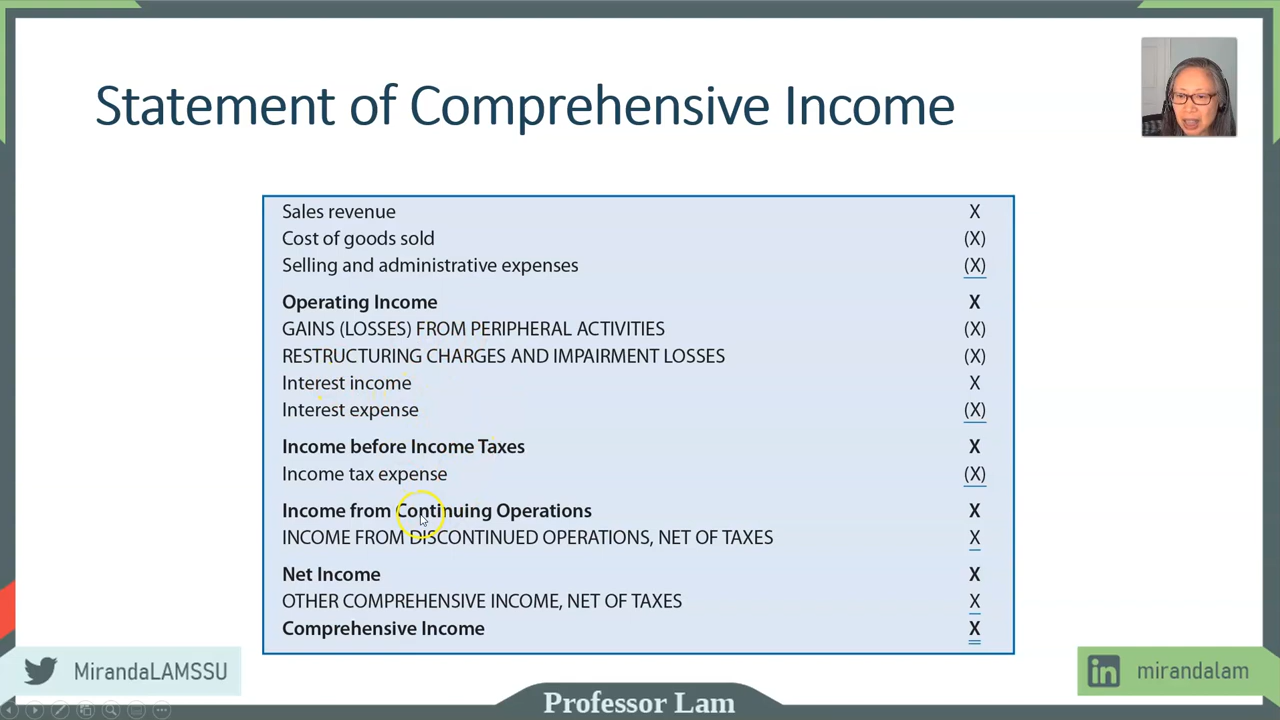 Statement of Comprehensive Income
Sales revenue X
Cost of goods sold (X)
Selling and administrative expenses (X)
Operating Income X
GAINS (LOSSES) FROM PERIPHERAL ACTIVITIES (X)
RESTRUCTURING CHARGES AND IMPAIRMENT LOSSES (X)
Interest income X
Interest expense (X)
Income before Income Taxes X
Income tax expense (X)
Income from Continuing Operations X
INCOME FROM DISCONTINUED OPERATIONS, NET OF TAXES X
Net Income X
OTHER COMPREHENSIVE INCOME, NET OF TAXES X
Comprehensive Income X
MirandaLAMSSU
in mirandalam
Professor Lam